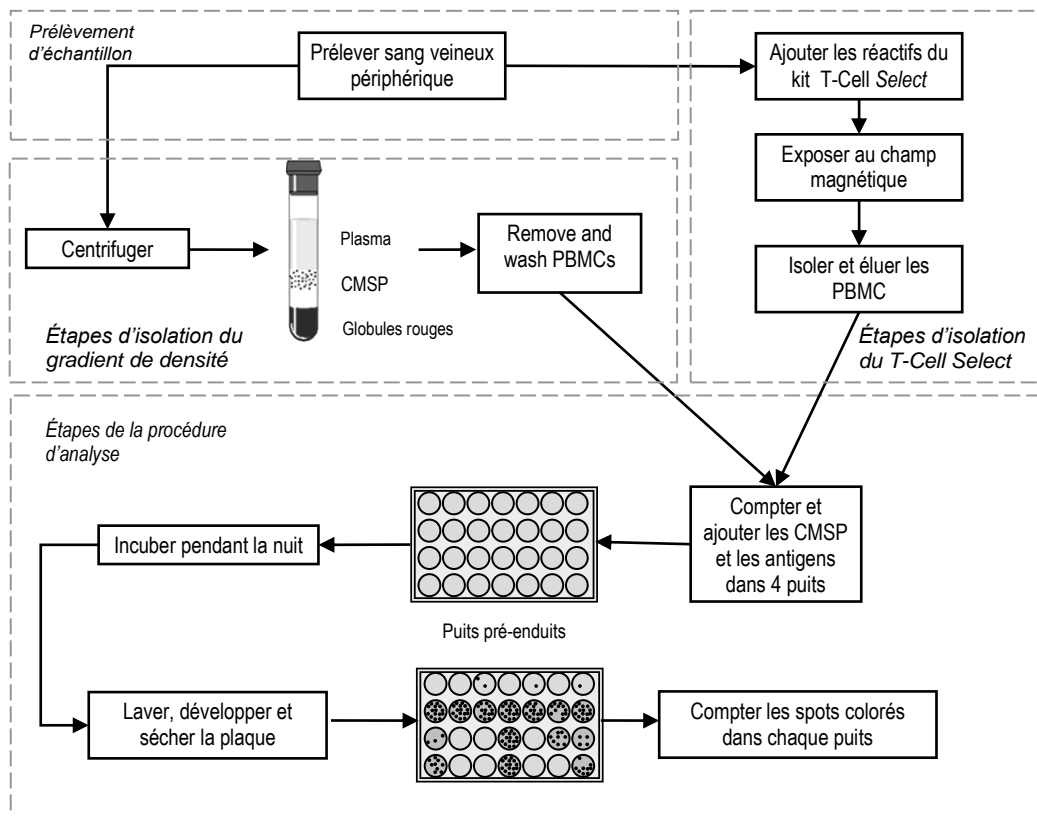 Prélèvement
d'échantillon
Prélever sang veineux
périphérique
Ajouter les réactifs du
kit T-Cell Select
Exposer au champ
magnétique
Isoler et éluer les
PBMC
Étapes d'isolation
du T-Cell Select
Centrifuger
Plasma
CMSP
Globules rouges
Remove and
wash PBMCs
Étapes d'isolation du
gradient de densité
Étapes de la procédure
d'analyse
Compter et
ajouter les CMSP
et les antigens
dans 4 puits
Incuber pendant la nuit
Puits pré-enduits
Laver, développer et
sécher la plaque
Compter les spots colorés
dans chaque puits